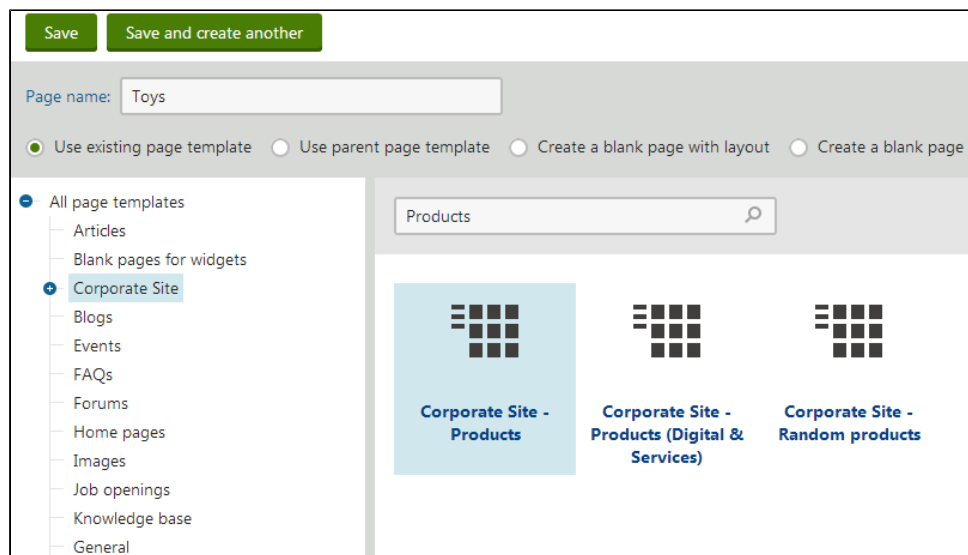 Save Save and create another
Page name: Toys
Use existing page template Use parent page template Create a blank page with layout Create a blank page
All page templates
Articles
Blank pages for widgets
Corporate Site
Blogs
Events
FAQs
Forums
Home pages
Images
Job openings
Knowledge base
General
Products
Corporate Site -
Products
Corporate Site -
Products (Digital &
Services)
Corporate Site -
Random products